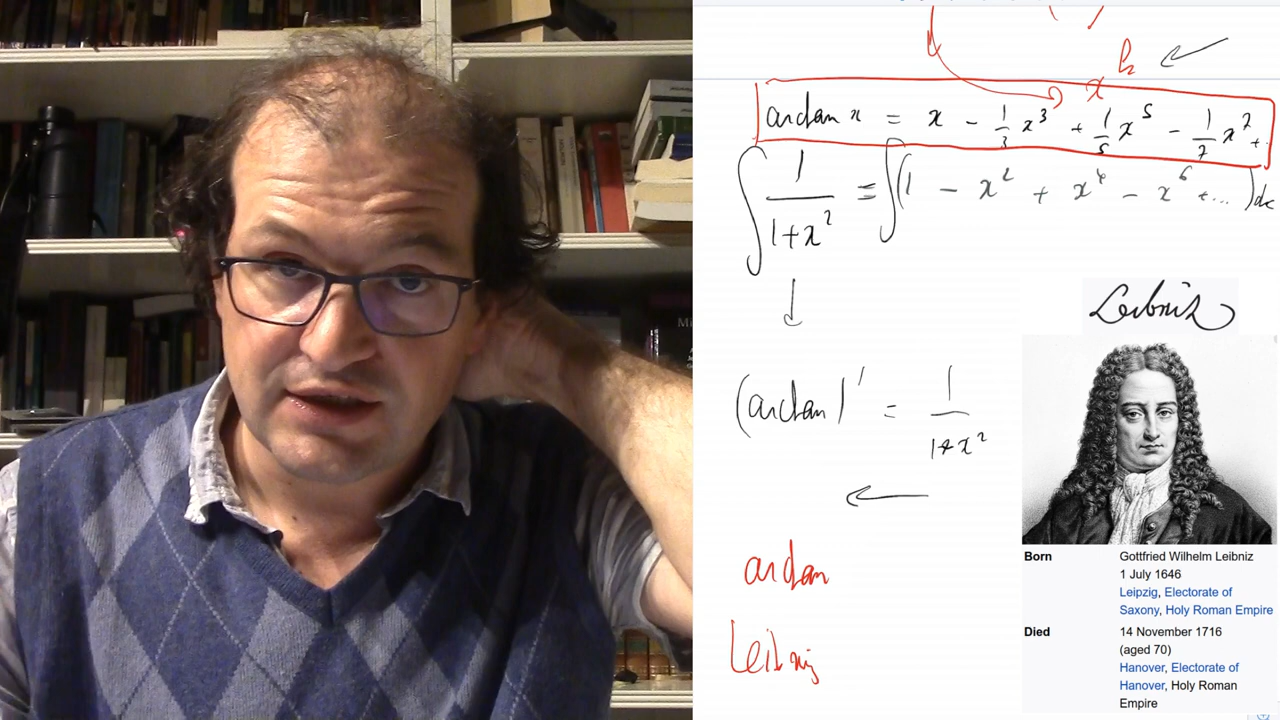 h
x
arctan x = x - 1/3 x³ + 1/5 x⁵ - 1/7 x⁷ + ..
∫ 1/(1+x²) = ∫(1 - x² + x⁴ - x⁶ + ... )dx
Leibniz
(arctan)' = 1/(1+x²)
arctan
Leibniz
Born Gottfried Wilhelm Leibniz
1 July 1646
Leipzig, Electorate of
Saxony, Holy Roman Empire
Died 14 November 1716
(aged 70)
Hanover, Electorate of
Hanover, Holy Roman
Empire